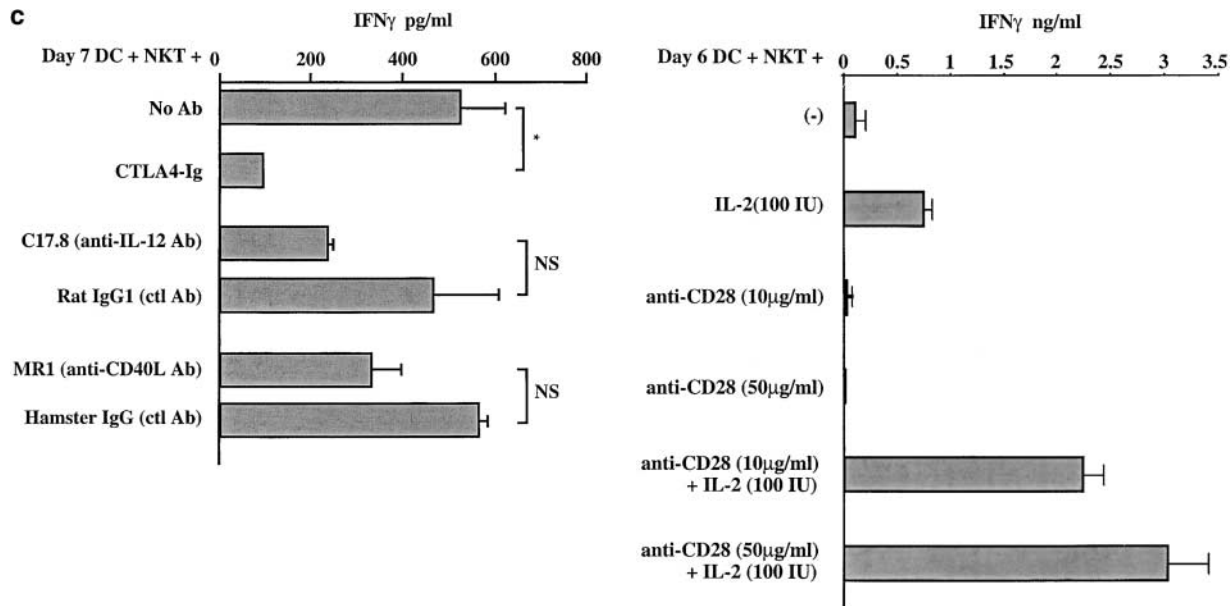 c
IFNγ pg/ml
Day 7 DC + NKT +
0 200 400 600 800
No Ab
*
CTLA4-Ig
C17.8 (anti-IL-12 Ab)
NS
Rat IgG1 (ctl Ab)
MR1 (anti-CD40L Ab)
NS
Hamster IgG (ctl Ab)
IFNγ ng/ml
Day 6 DC + NKT +
0 0.5 1 1.5 2 2.5 3 3.5
(-)
IL-2(100 IU)
anti-CD28 (10μg/ml)
anti-CD28 (50μg/ml)
anti-CD28 (10μg/ml)
+ IL-2 (100 IU)
anti-CD28 (50μg/ml)
+ IL-2 (100 IU)